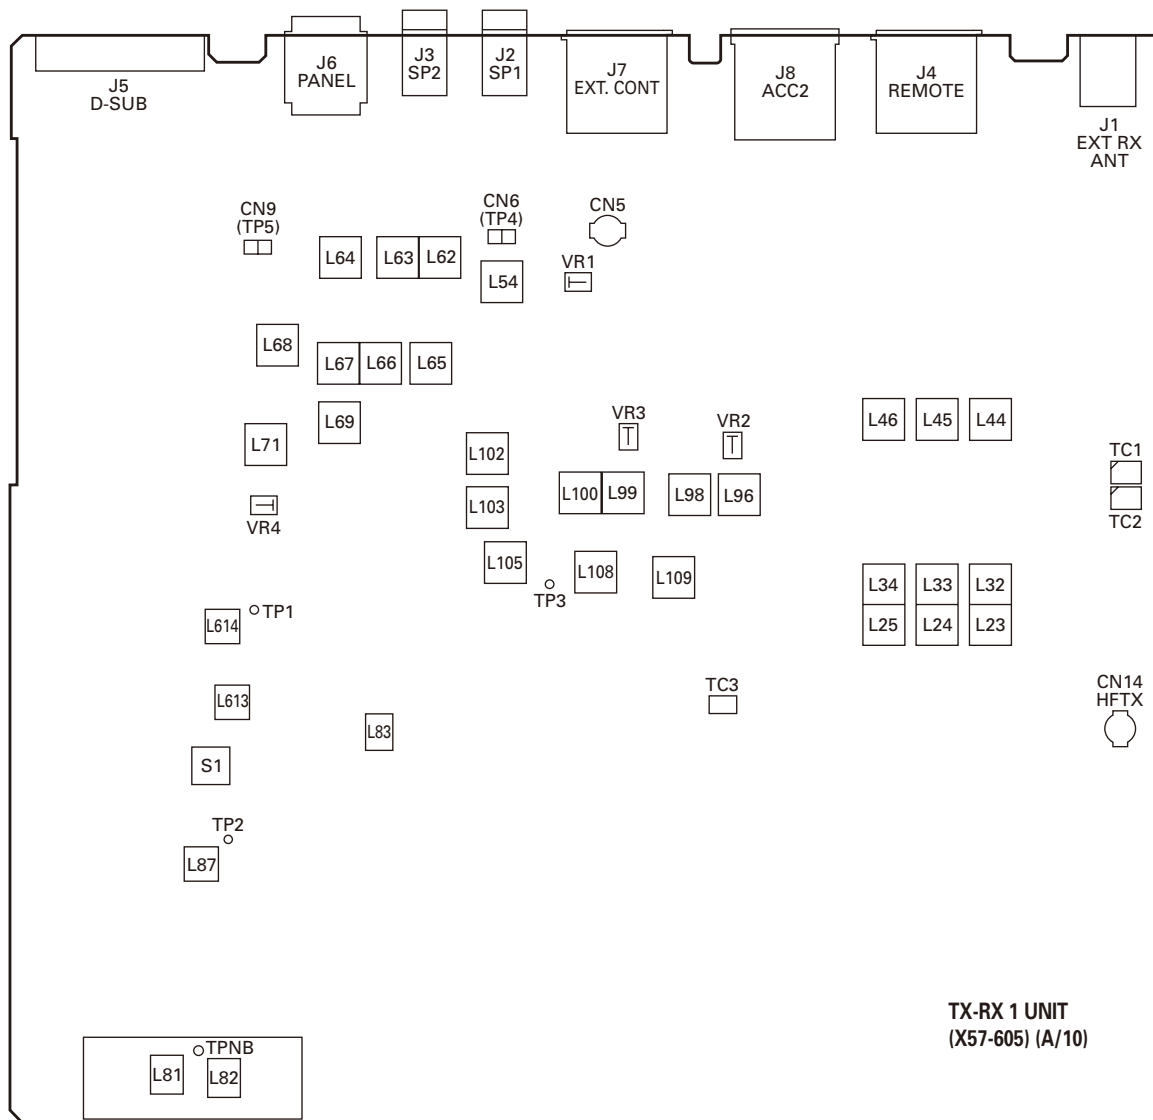 J5
D-SUB
J6
PANEL
J3
SP2
J2
SP1
J7
EXT. CONT
J8
ACC2
J4
REMOTE
J1
EXT RX
ANT
CN9
(TP5)
CN6
(TP4)
CN5
L64
L63
L62
L54
VR1
L68
L67
L66
L65
L69
L71
VR3
VR2
L46
L45
L44
L102
TC1
L100
L99
L98
L96
L103
VR4
TC2
L105
TP3
L108
L109
L34
L33
L32
L614
TP1
L25
L24
L23
L613
L83
TC3
CN14
HFTX
S1
TP2
L87
TX-RX 1 UNIT
(X57-605) (A/10)
TPNB
L81
L82